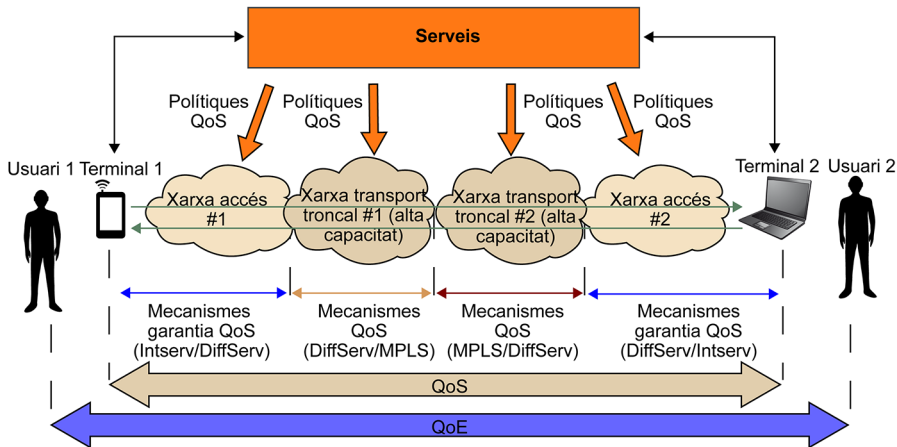 Serveis
Polítiques
QoS
Polítiques
QoS
Polítiques
QoS
Polítiques
QoS
Usuari 1
Terminal 1
Terminal 2
Usuari 2
Xarxa accés
#1
Xarxa transport
troncal #1 (alta
capacitat)
Xarxa transport
troncal #2 (alta
capacitat)
Xarxa accés
#2
Mecanismes
garantia QoS
(Intserv/DiffServ)
Mecanismes
QoS
(DiffServ/MPLS)
Mecanismes
QoS
(MPLS/DiffServ)
Mecanismes
garantia QoS
(DiffServ/Intserv)
QoS
QoE